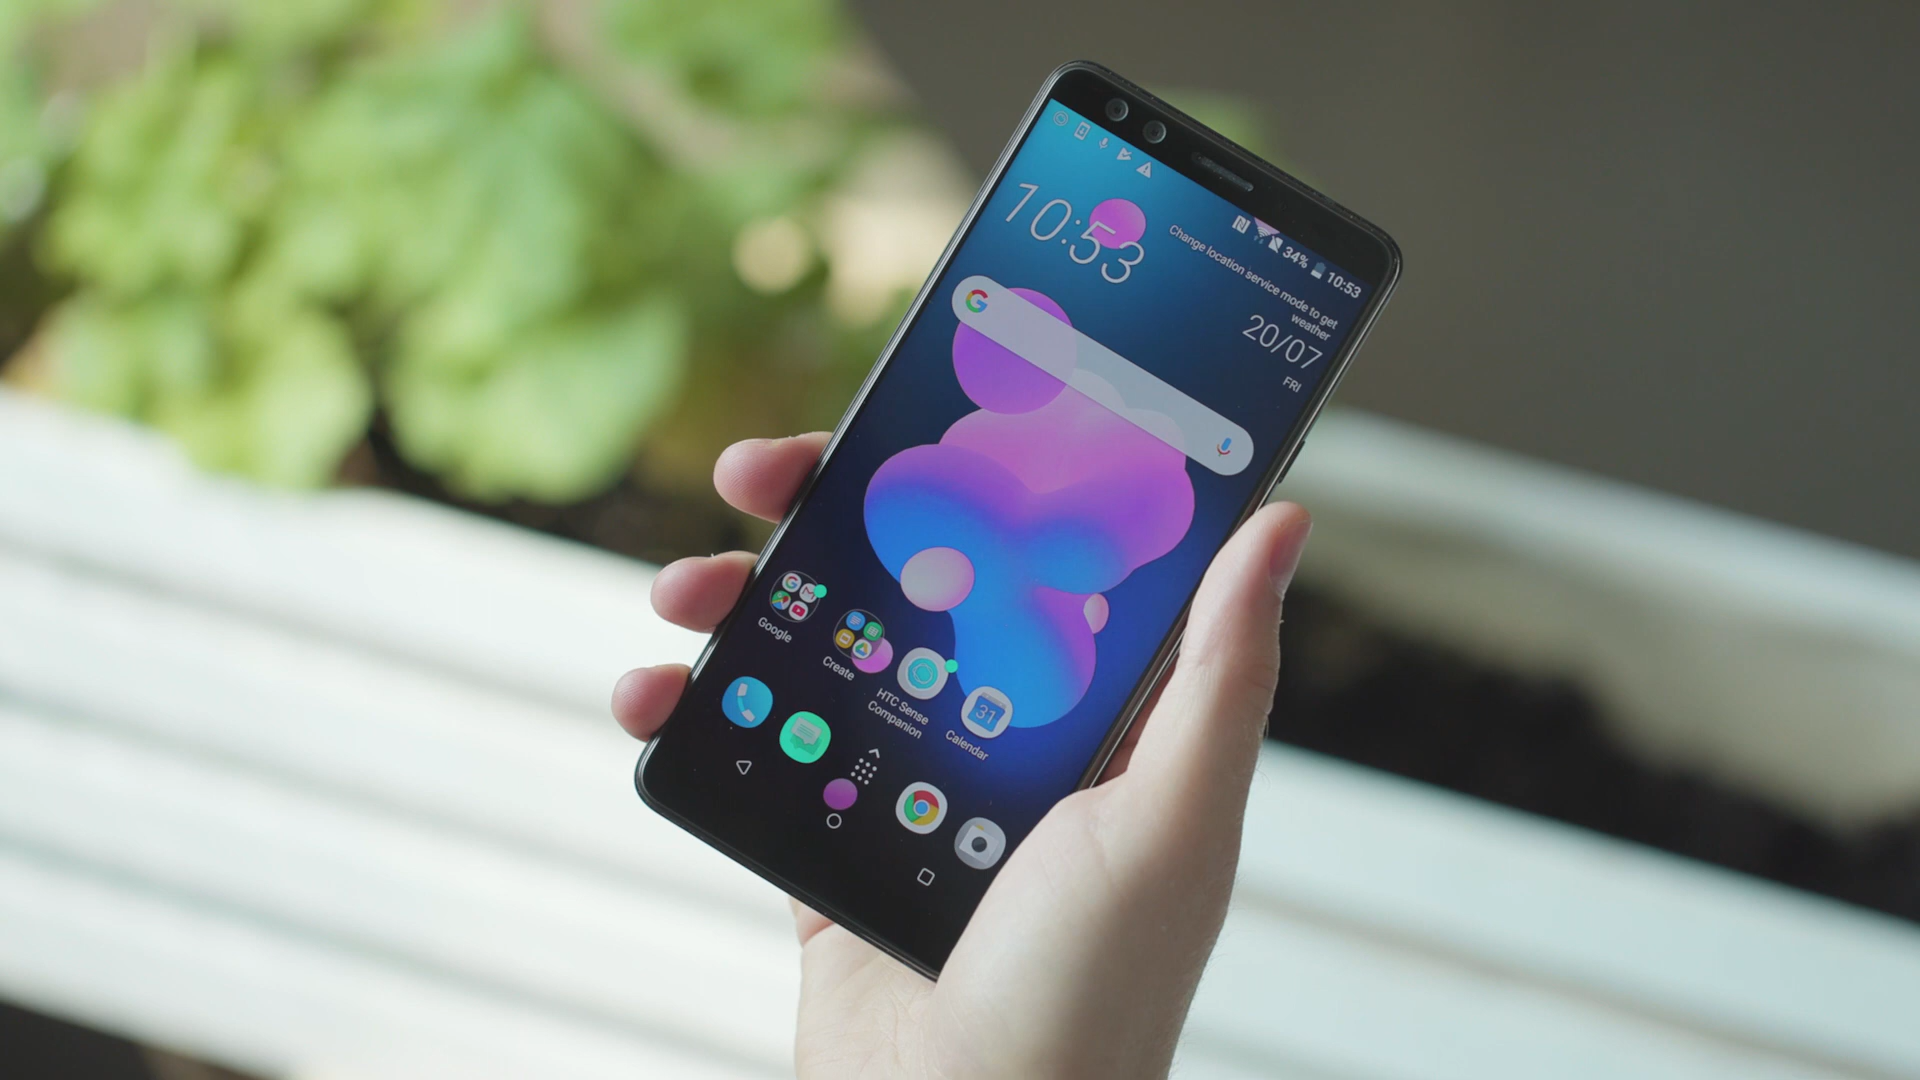 34% 10:53
10:53
Change location service mode to get
weather
20/07
FRI
Google
Create
HTC Sense
Companion
31
Calendar